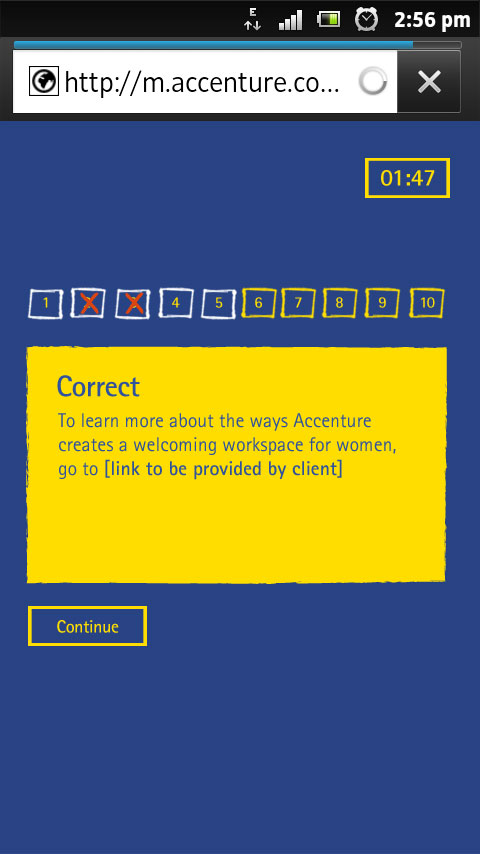 E
2:56 pm
http://m.accenture.co...
01:47
1 4 5 6 7 8 9 10
Correct
To learn more about the ways Accenture
creates a welcoming workspace for women,
go to [link to be provided by client]
Continue